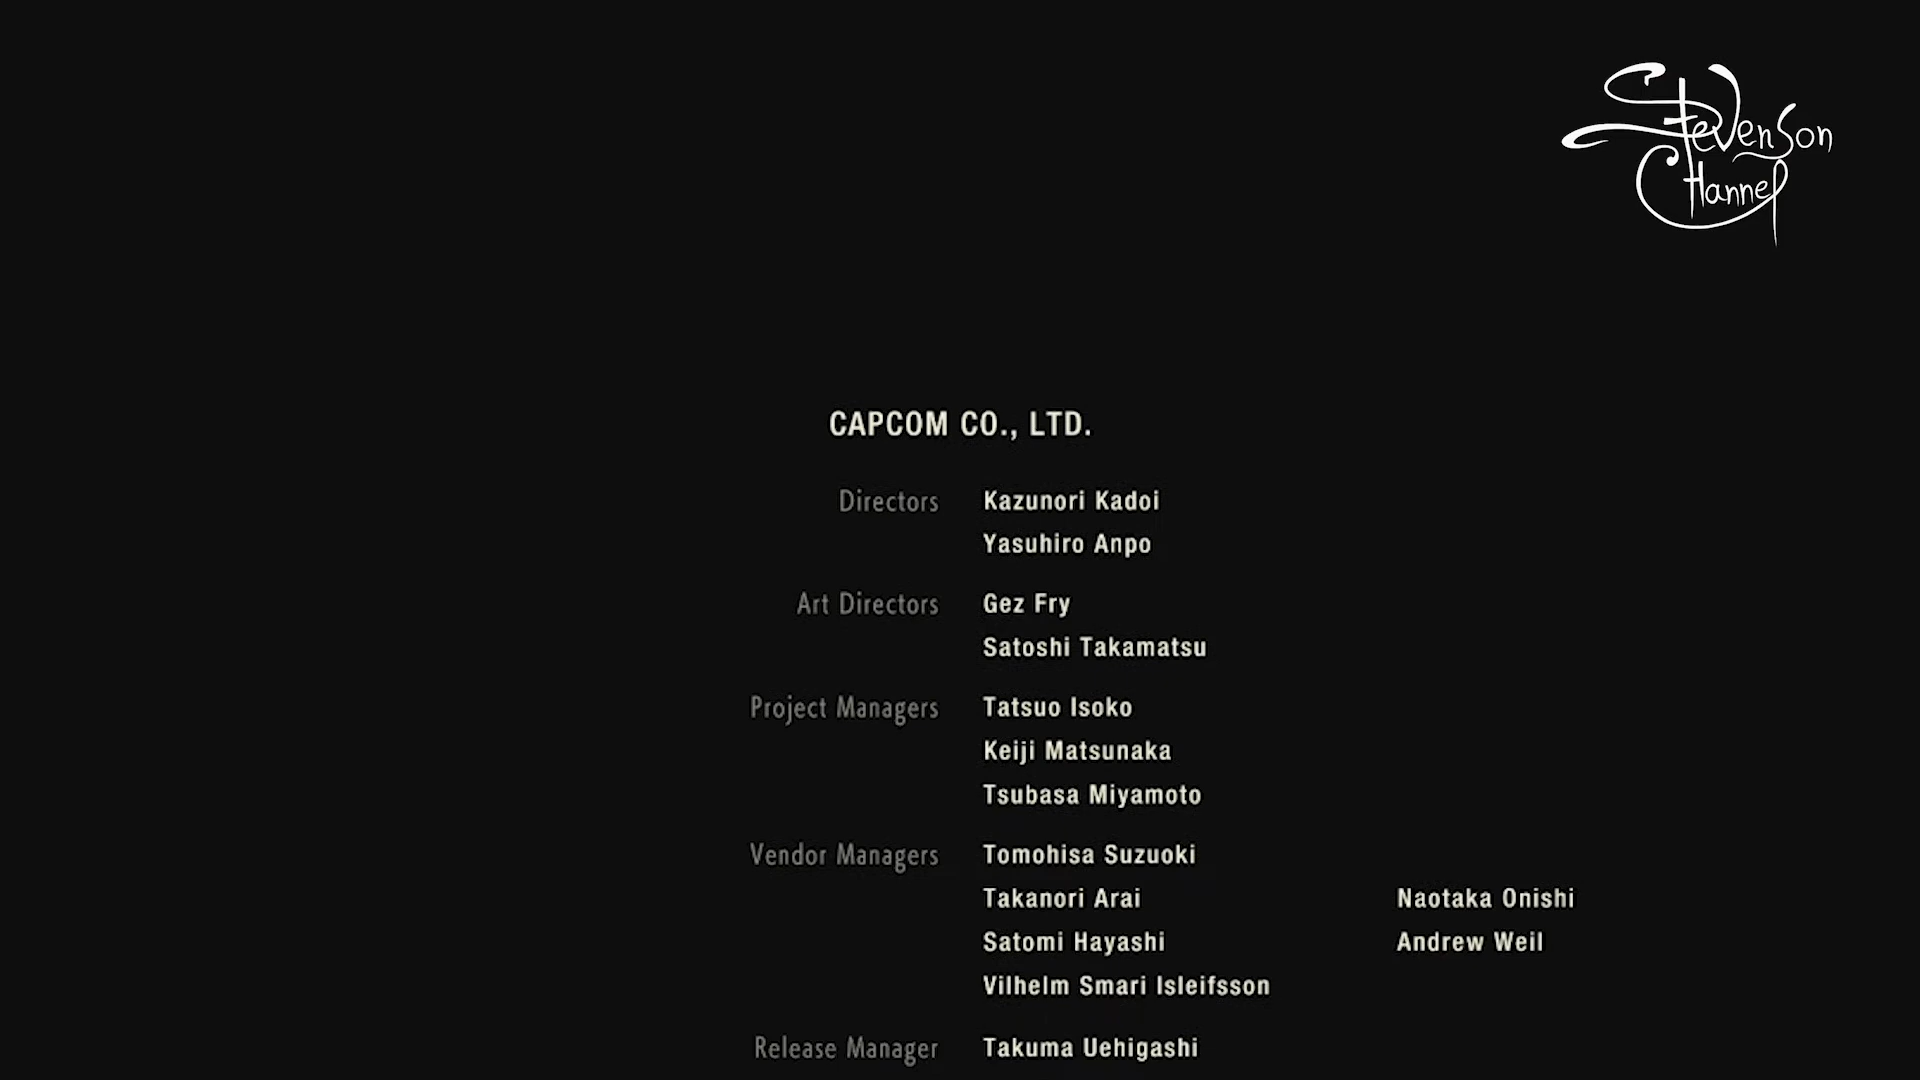 Stevenson
Channel
CAPCOM CO., LTD.
Directors Kazunori Kadoi
Yasuhiro Anpo
Art Directors Gez Fry
Satoshi Takamatsu
Project Managers Tatsuo Isoko
Keiji Matsunaka
Tsubasa Miyamoto
Vendor Managers Tomohisa Suzuoki
Takanori Arai Naotaka Onishi
Satomi Hayashi Andrew Weil
Vilhelm Smari Isleifsson
Release Manager Takuma Uehigashi